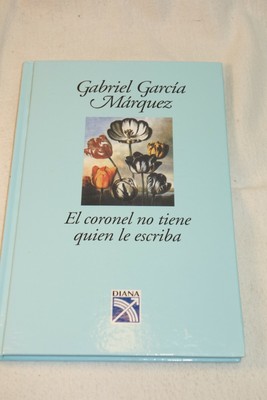 Gabriel García
Márquez
El coronel no tiene
quien le escriba
DIANA